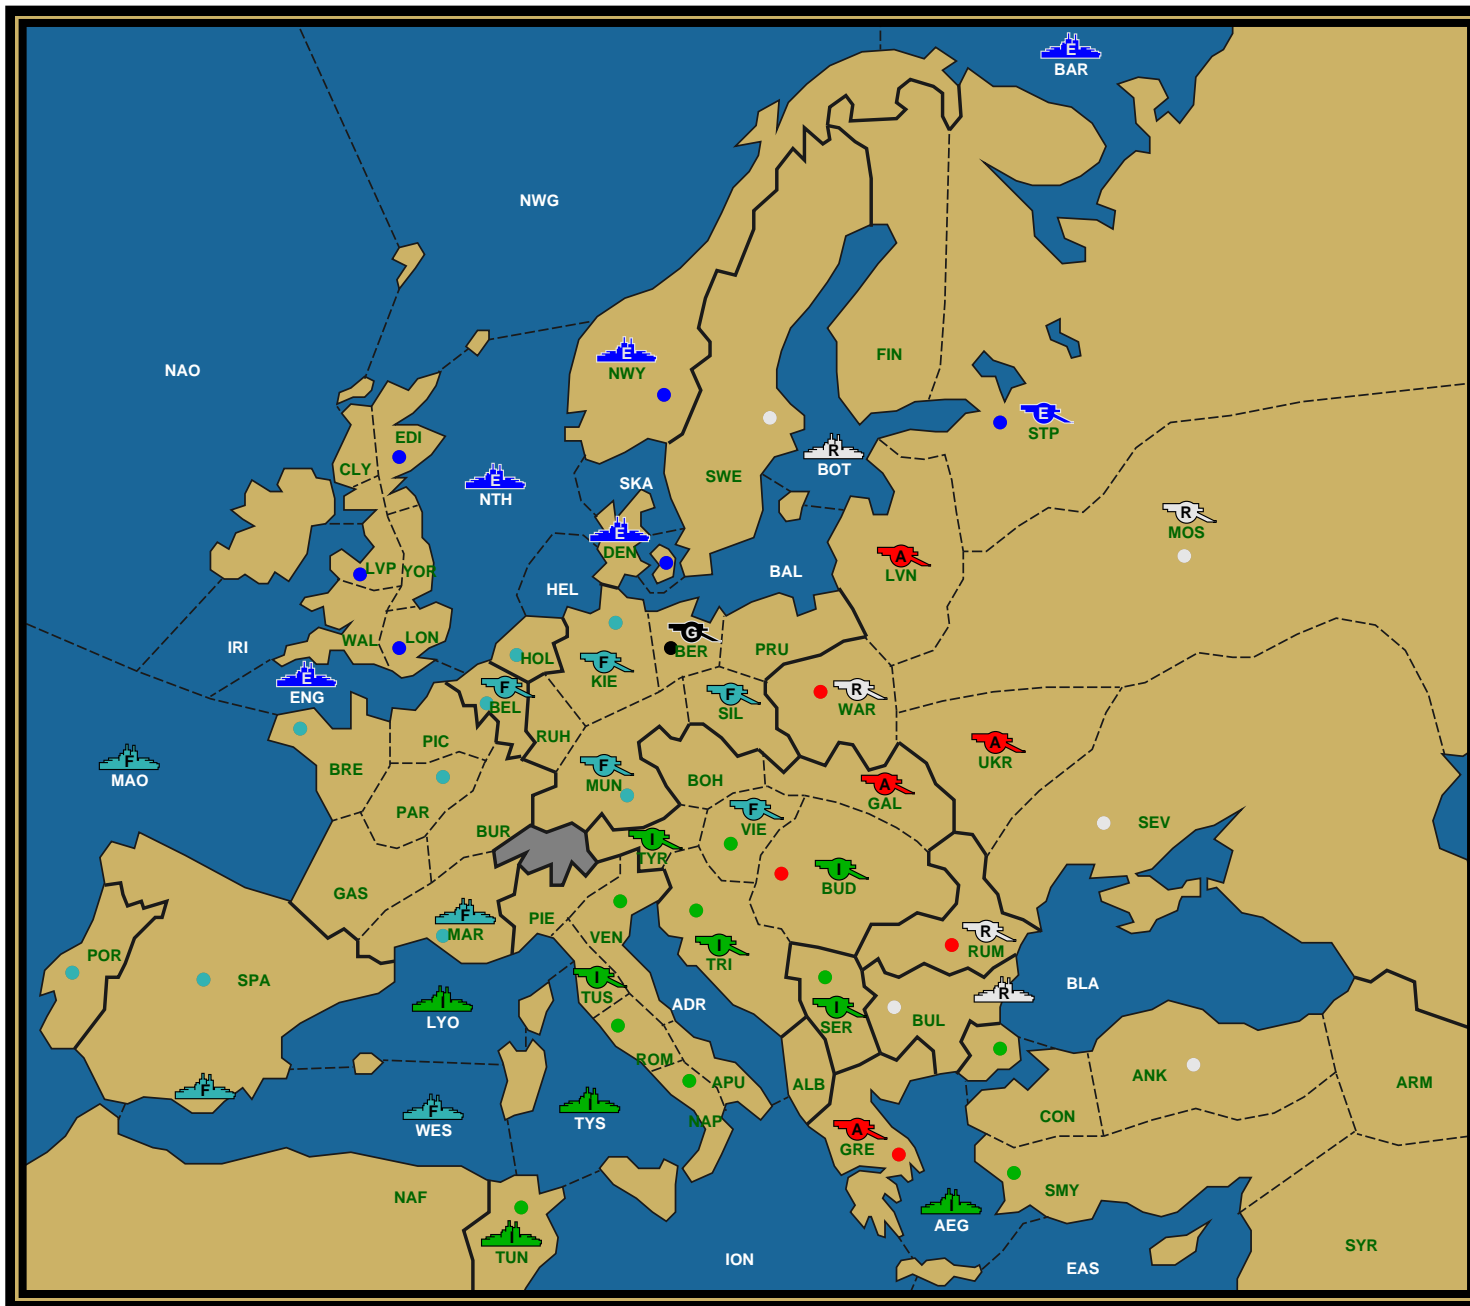 E
BAR
NWG
E
NWY
FIN
NAO
EDI
E
STP
CLY
E
NTH
SKA
SWE
R
BOT
R
MOS
E
DEN
A
LVN
LVP
YOR
HEL
BAL
IRI
WAL
LON
HOL
F
KIE
G
BER
PRU
E
ENG
F
BEL
F
SIL
R
WAR
PIC
RUH
A
UKR
F
MAO
BRE
F
MUN
BOH
A
GAL
PAR
BUR
F
VIE
SEV
I
TYR
I
BUD
GAS
F
MAR
PIE
VEN
I
TRI
R
RUM
POR
SPA
I
TUS
R
BLA
I
LYO
ADR
I
SER
BUL
ROM
APU
ALB
ANK
ARM
F
F
WES
I
TYS
NAP
CON
A
GRE
NAF
SMY
I
AEG
I
TUN
ION
EAS
SYR